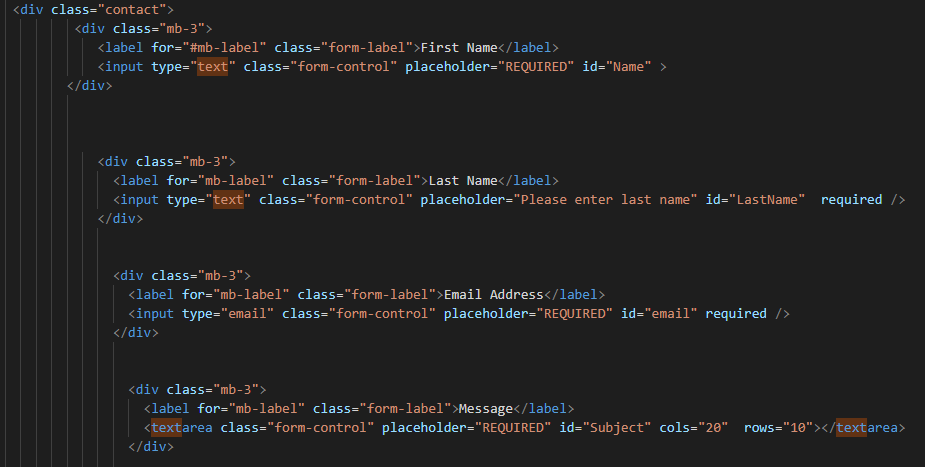 <div class="contact">
<div class="mb-3">
<label for="#mb-label" class="form-label">First Name</label>
<input type="text" class="form-control" placeholder="REQUIRED" id="Name" >
</div>
<div class="mb-3">
<label for="mb-label" class="form-label">Last Name</label>
<input type="text" class="form-control" placeholder="Please enter last name" id="LastName"  required />
</div>
<div class="mb-3">
<label for="mb-label" class="form-label">Email Address</label>
<input type="email" class="form-control" placeholder="REQUIRED" id="email" required />
</div>
<div class="mb-3">
<label for="mb-label" class="form-label">Message</label>
<textarea class="form-control" placeholder="REQUIRED" id="Subject" cols="20"  rows="10"></textarea>
</div>